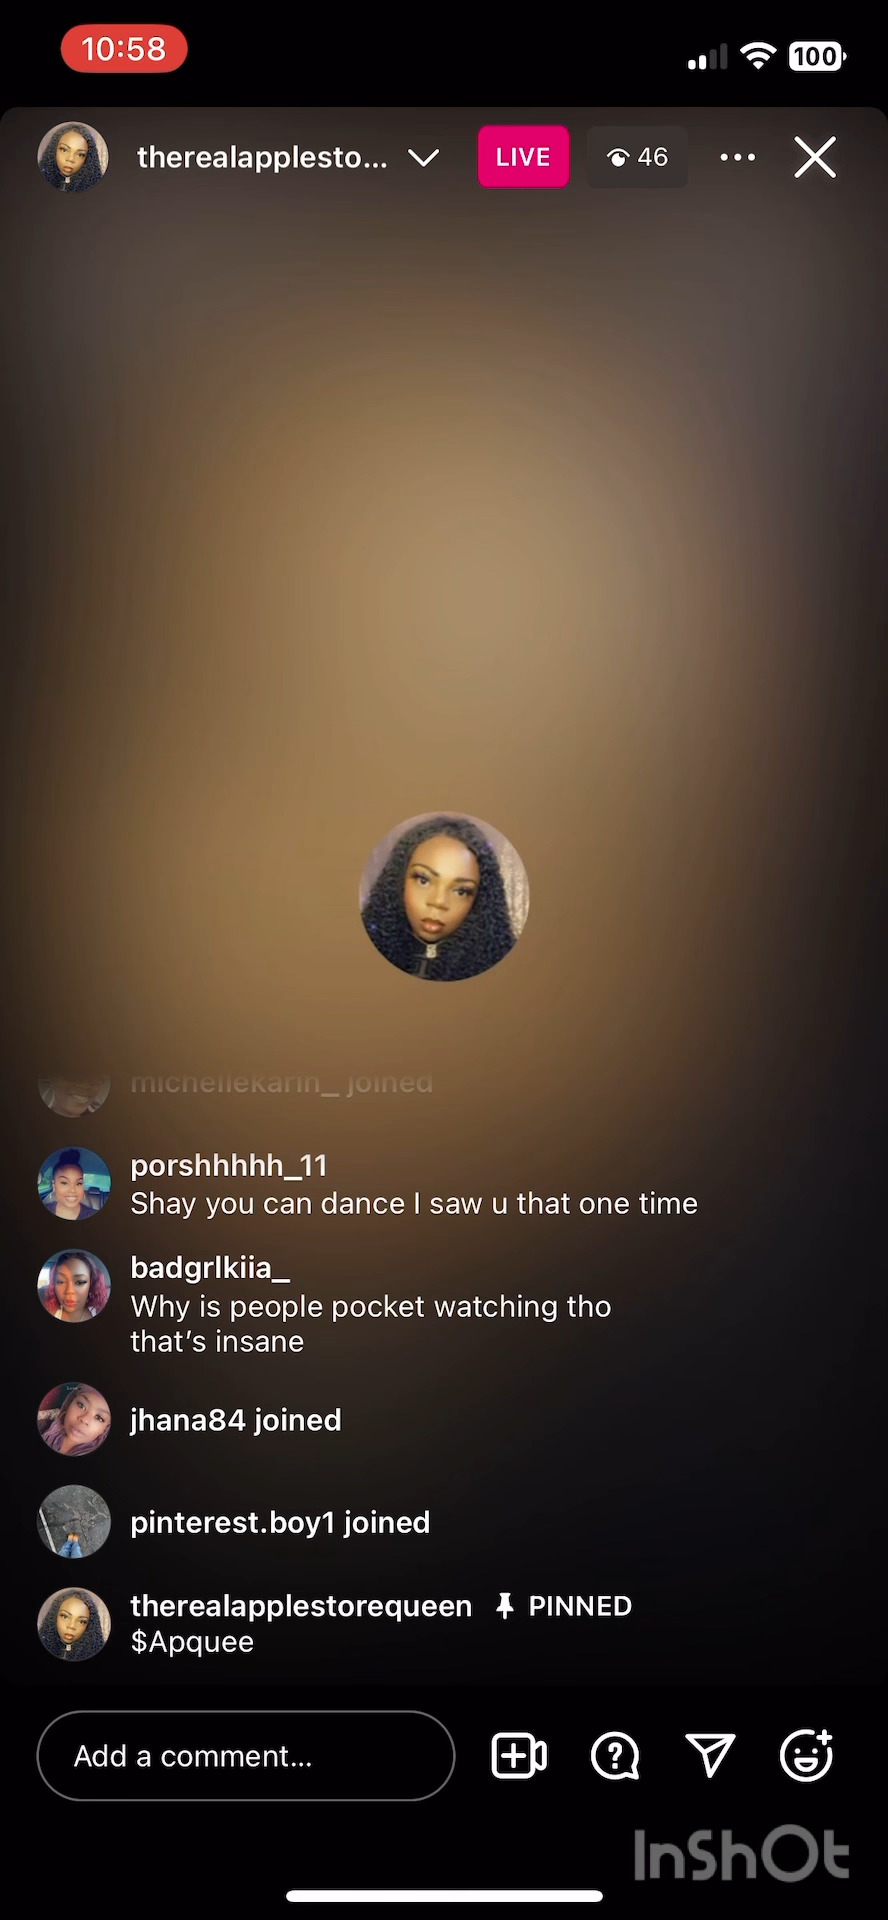 10:58
100
therealapplesto...
LIVE
46
michellekarin_ joined
porshhhhh_11
Shay you can dance I saw u that one time
badgrlkiia_
Why is people pocket watching tho
that's insane
jhana84 joined
pinterest.boy1 joined
therealapplestorequeen PINNED
$Apquee
Add a comment...
InShOt